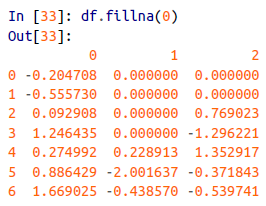 In [33]: df.fillna(0)
Out[33]:
          0         1         2
0 -0.204708  0.000000  0.000000
1 -0.555730  0.000000  0.000000
2  0.092908  0.000000  0.769023
3  1.246435  0.000000 -1.296221
4  0.274992  0.228913  1.352917
5  0.886429 -2.001637 -0.371843
6  1.669025 -0.438570 -0.539741